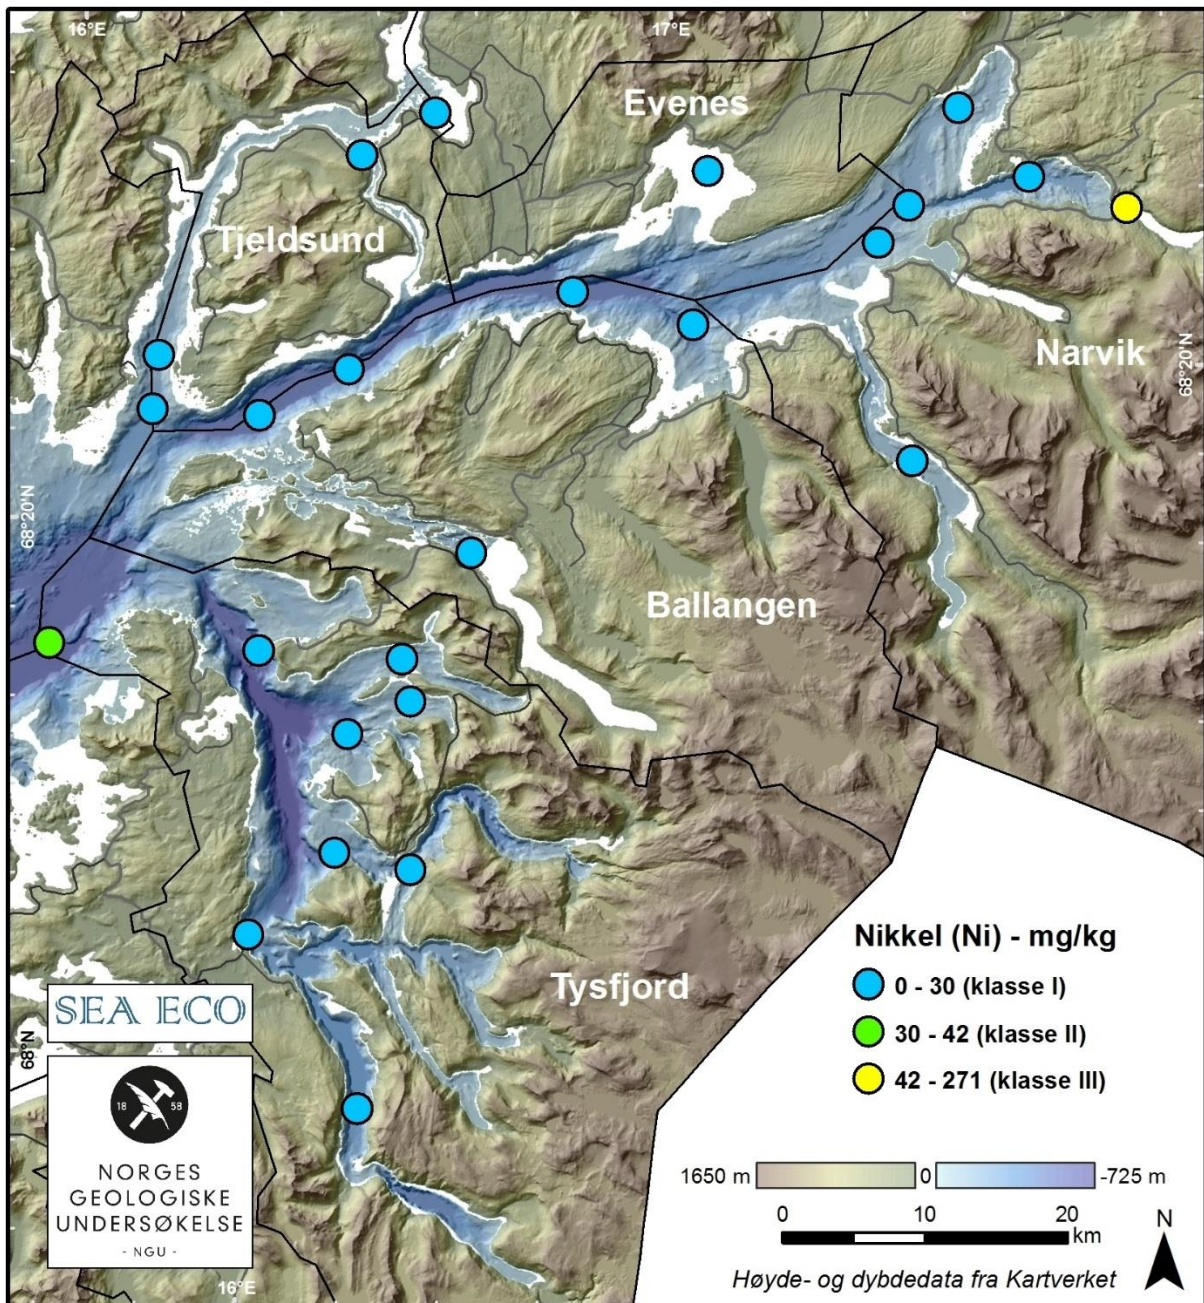 16°E
17°E
Evenes
Tjeldsund
Narvik
68°20'N
68°20'N
Ballangen
Nikkel (Ni) - mg/kg
0 - 30 (klasse I)
30 - 42 (klasse II)
42 - 271 (klasse III)
Tysfjord
SEA ECO
68°N
18 58
NORGES
GEOLOGISKE
UNDERSØKELSE
- NGU -
1650 m 0 -725 m
0 10 20
km
N
Høyde- og dybdedata fra Kartverket
16°E